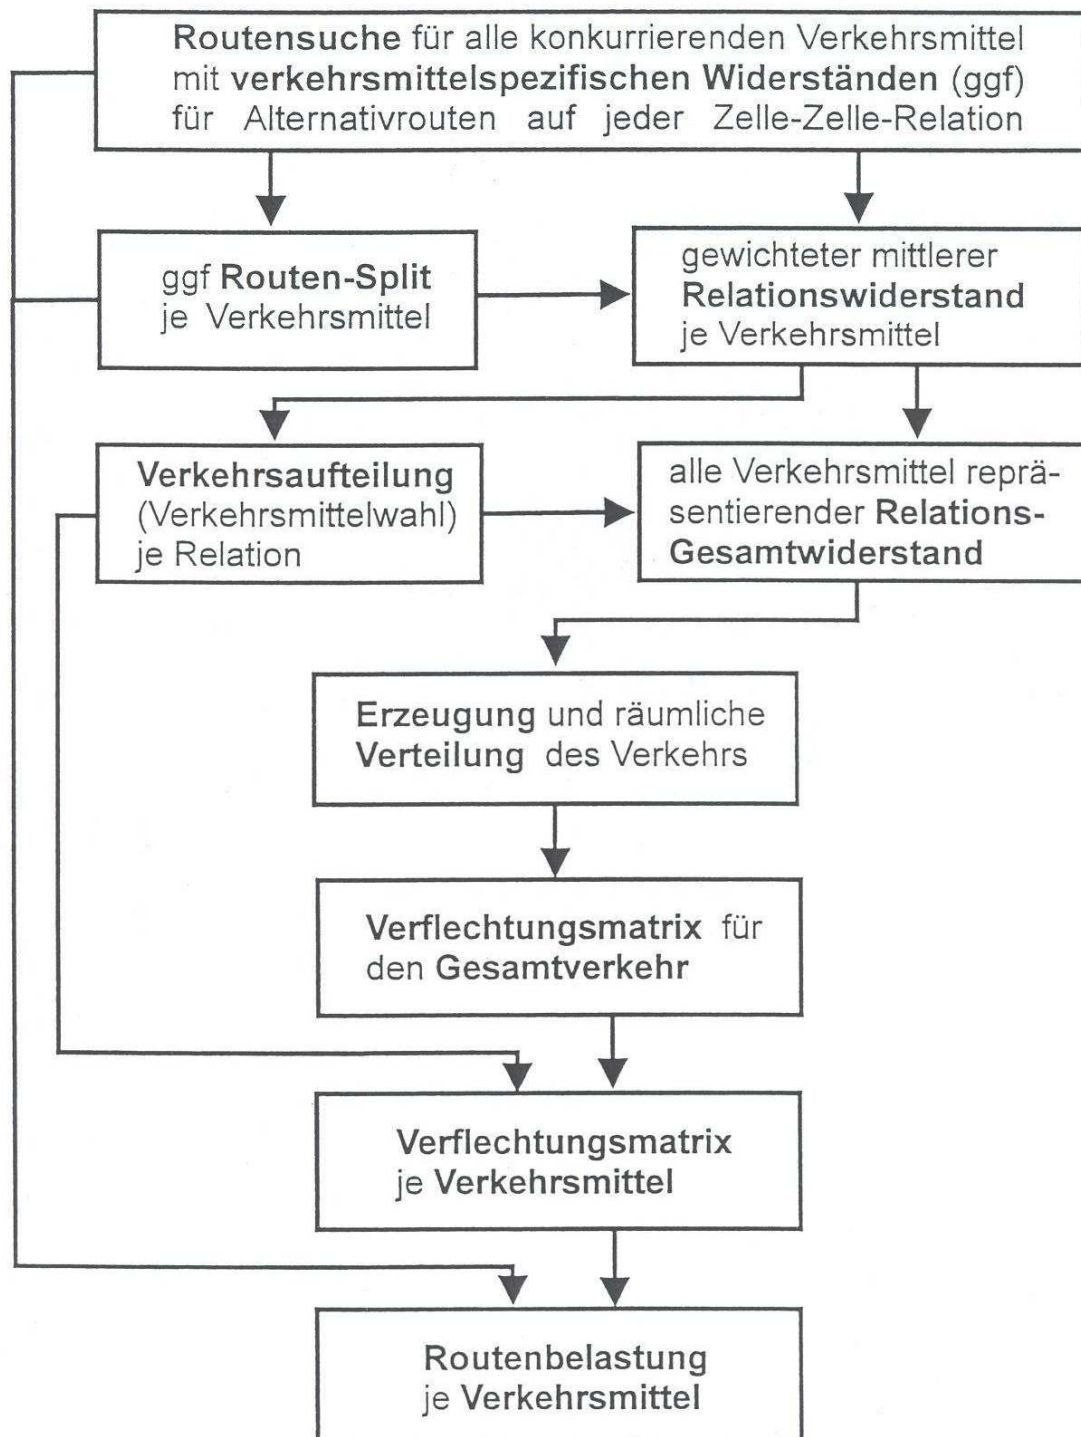 Routensuche für alle konkurrierenden Verkehrsmittel
mit verkehrsmittelspezifischen Widerständen (ggf)
für Alternativrouten auf jeder Zelle-Zelle-Relation
ggf Routen-Split
je Verkehrsmittel
gewichteter mittlerer
Relationswiderstand
je Verkehrsmittel
Verkehrsaufteilung
(Verkehrsmittelwahl)
je Relation
alle Verkehrsmittel reprä-
sentierender Relations-
Gesamtwiderstand
Erzeugung und räumliche
Verteilung des Verkehrs
Verflechtungsmatrix für
den Gesamtverkehr
Verflechtungsmatrix
je Verkehrsmittel
Routenbelastung
je Verkehrsmittel